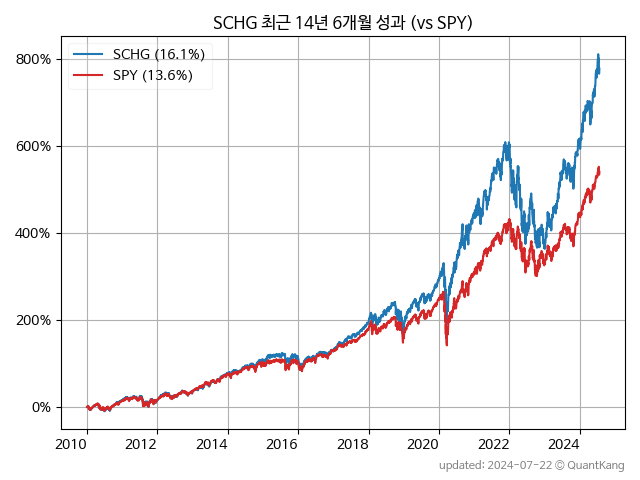 SCHG 최근 14년 6개월 성과 (vs SPY)
SCHG (16.1%)
SPY (13.6%)
800%
600%
400%
200%
0%
2010 2012 2014 2016 2018 2020 2022 2024
updated: 2024-07-22 © QuantKang